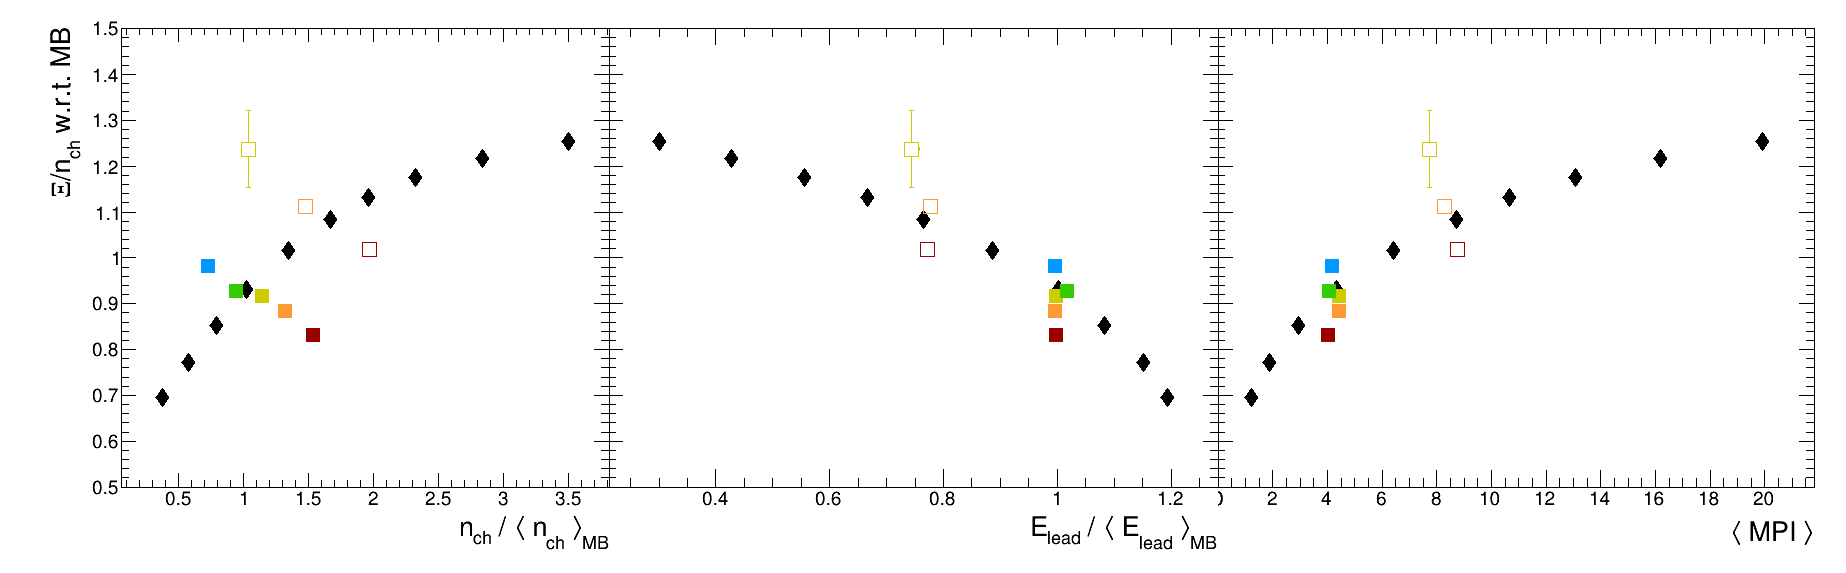 Ξ/n_ch w.r.t. MB
1.5
1.4
1.3
1.2
1.1
1
0.9
0.8
0.7
0.6
0.5
0.5 1 1.5 2 2.5 3 3.5
0.4 0.6 0.8 1 1.2
2 4 6 8 10 12 14 16 18 20
n_ch / ⟨ n_ch ⟩_MB
E_lead / ⟨ E_lead ⟩_MB
⟨ MPI ⟩